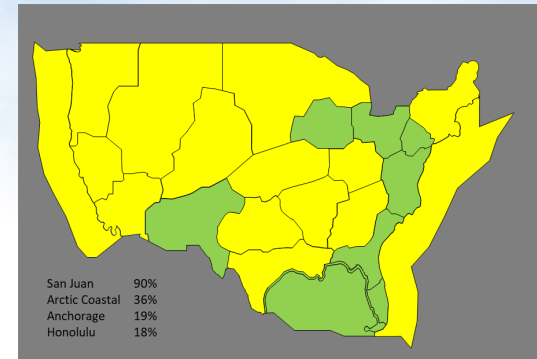 San Juan 90%
Arctic Coastal 36%
Anchorage 19%
Honolulu 18%